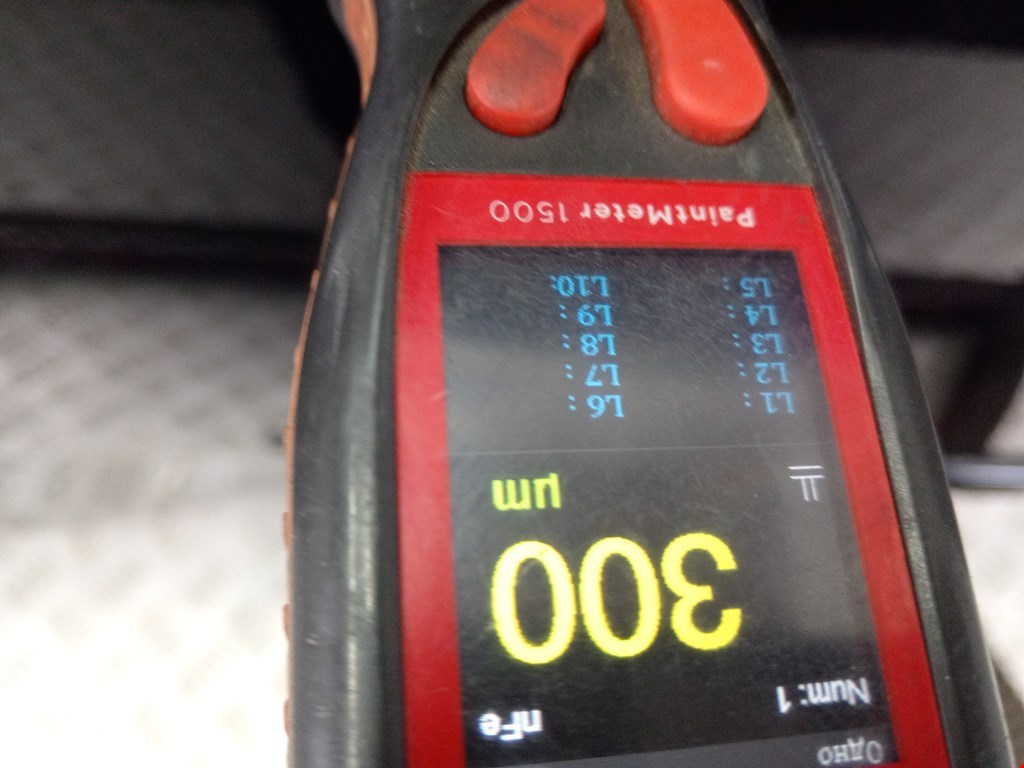 Одно
Num: 1 nFe
300
µm
L1 : L6 :
L2 : L7 :
L3 : L8 :
L4 : L9 :
L5 : L10:
PaintMeter 1500